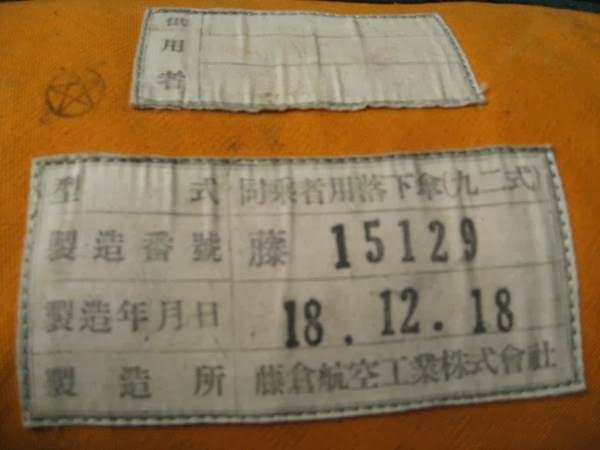 使用者
型式 同乗者用落下傘(九二式)
製造番號 藤 15129
製造年月日 18.12.18
製造所 藤倉航空工業株式會社